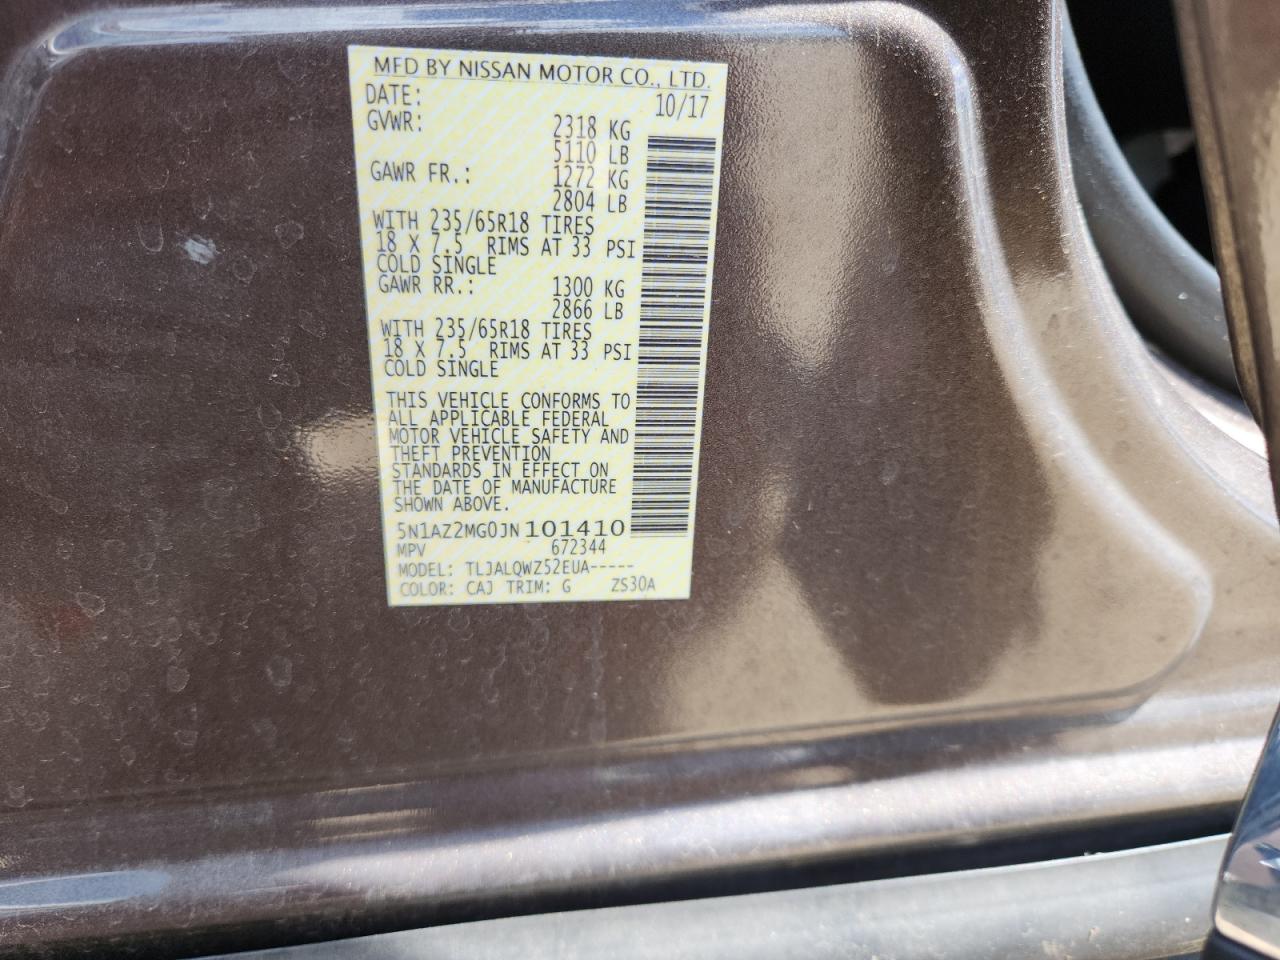 MFD BY NISSAN MOTOR CO., LTD.
DATE: 10/17
GVWR: 2318 KG
5110 LB
GAWR FR.: 1272 KG
2804 LB
WITH 235/65R18 TIRES
18 X 7.5 RIMS AT 33 PSI
COLD SINGLE
GAWR RR.: 1300 KG
2866 LB
WITH 235/65R18 TIRES
18 X 7.5 RIMS AT 33 PSI
COLD SINGLE
THIS VEHICLE CONFORMS TO
ALL APPLICABLE FEDERAL
MOTOR VEHICLE SAFETY AND
THEFT PREVENTION
STANDARDS IN EFFECT ON
THE DATE OF MANUFACTURE
SHOWN ABOVE.
5N1AZ2MG0JN101410
MPV 672344
MODEL: TLJALQWZ52EUA-----
COLOR: CAJ TRIM: G ZS30A